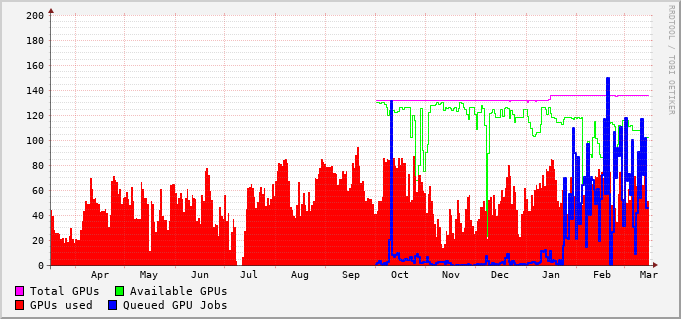 200
180
160
140
120
100
80
60
40
20
0
Apr May Jun Jul Aug Sep Oct Nov Dec Jan Feb Mar
Total GPUs Available GPUs
GPUs used Queued GPU Jobs
RRDTOOL / TOBI OETIKER